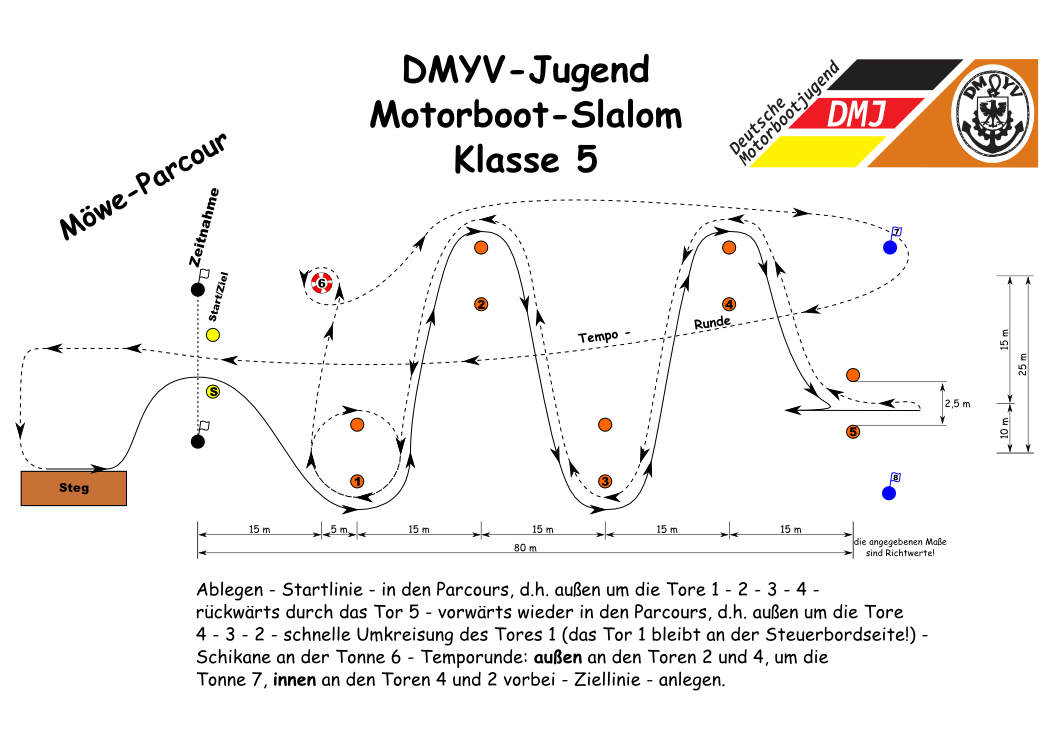 DMYV-Jugend
Motorboot-Slalom
Klasse 5
Deutsche
Motorbootjugend
DMJ
DMYV
Möwe-Parcour
Zeitnahme
Start/Ziel
7
6
2
4
Tempo - Runde
S
15 m
25 m
2,5 m
10 m
1
3
5
8
Steg
15 m 5 m 15 m 15 m 15 m 15 m
80 m
die angegebenen Maße
sind Richtwerte!
Ablegen - Startlinie - in den Parcours, d.h. außen um die Tore 1 - 2 - 3 - 4 -
rückwärts durch das Tor 5 - vorwärts wieder in den Parcours, d.h. außen um die Tore
4 - 3 - 2 - schnelle Umkreisung des Tores 1 (das Tor 1 bleibt an der Steuerbordseite!) -
Schikane an der Tonne 6 - Temporunde: außen an den Toren 2 und 4, um die
Tonne 7, innen an den Toren 4 und 2 vorbei - Ziellinie - anlegen.